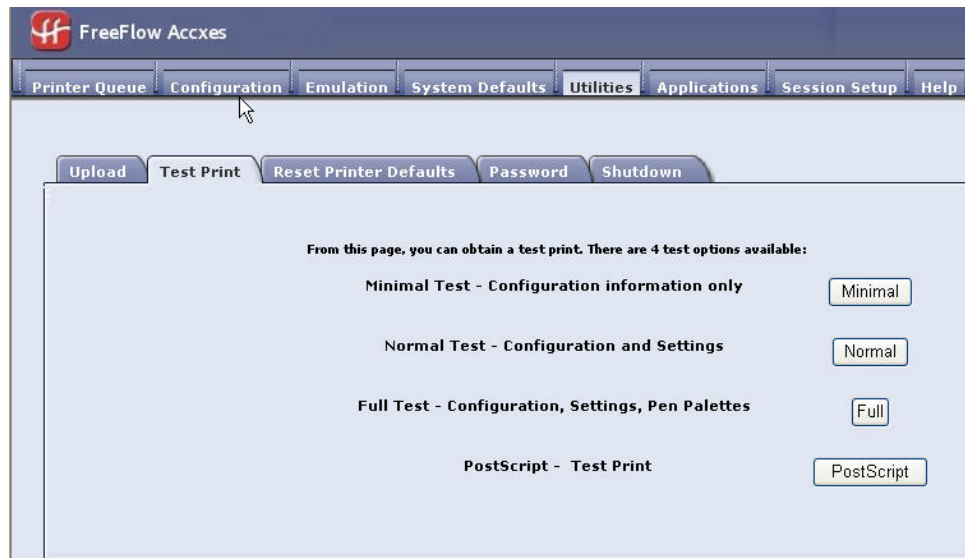 FreeFlow Accxes
Printer Queue Configuration Emulation System Defaults Utilities Applications Session Setup Help
Upload Test Print Reset Printer Defaults Password Shutdown
From this page, you can obtain a test print. There are 4 test options available:
Minimal Test - Configuration information only Minimal
Normal Test - Configuration and Settings Normal
Full Test - Configuration, Settings, Pen Palettes Full
PostScript - Test Print PostScript